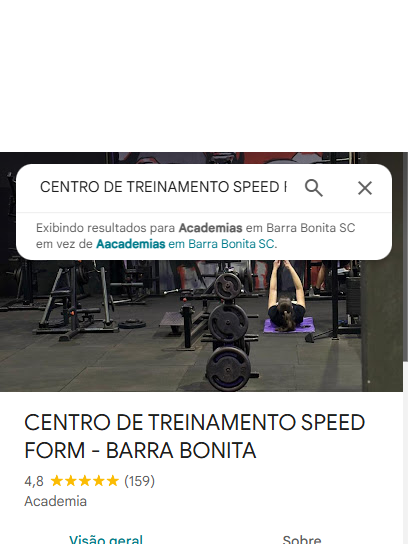 CENTRO DE TREINAMENTO SPEED F
Exibindo resultados para Academias em Barra Bonita SC
em vez de Aacademias em Barra Bonita SC.
CENTRO DE TREINAMENTO SPEED
FORM - BARRA BONITA
4,8 ★★★★★ (159)
Academia
Visão geral Sobre